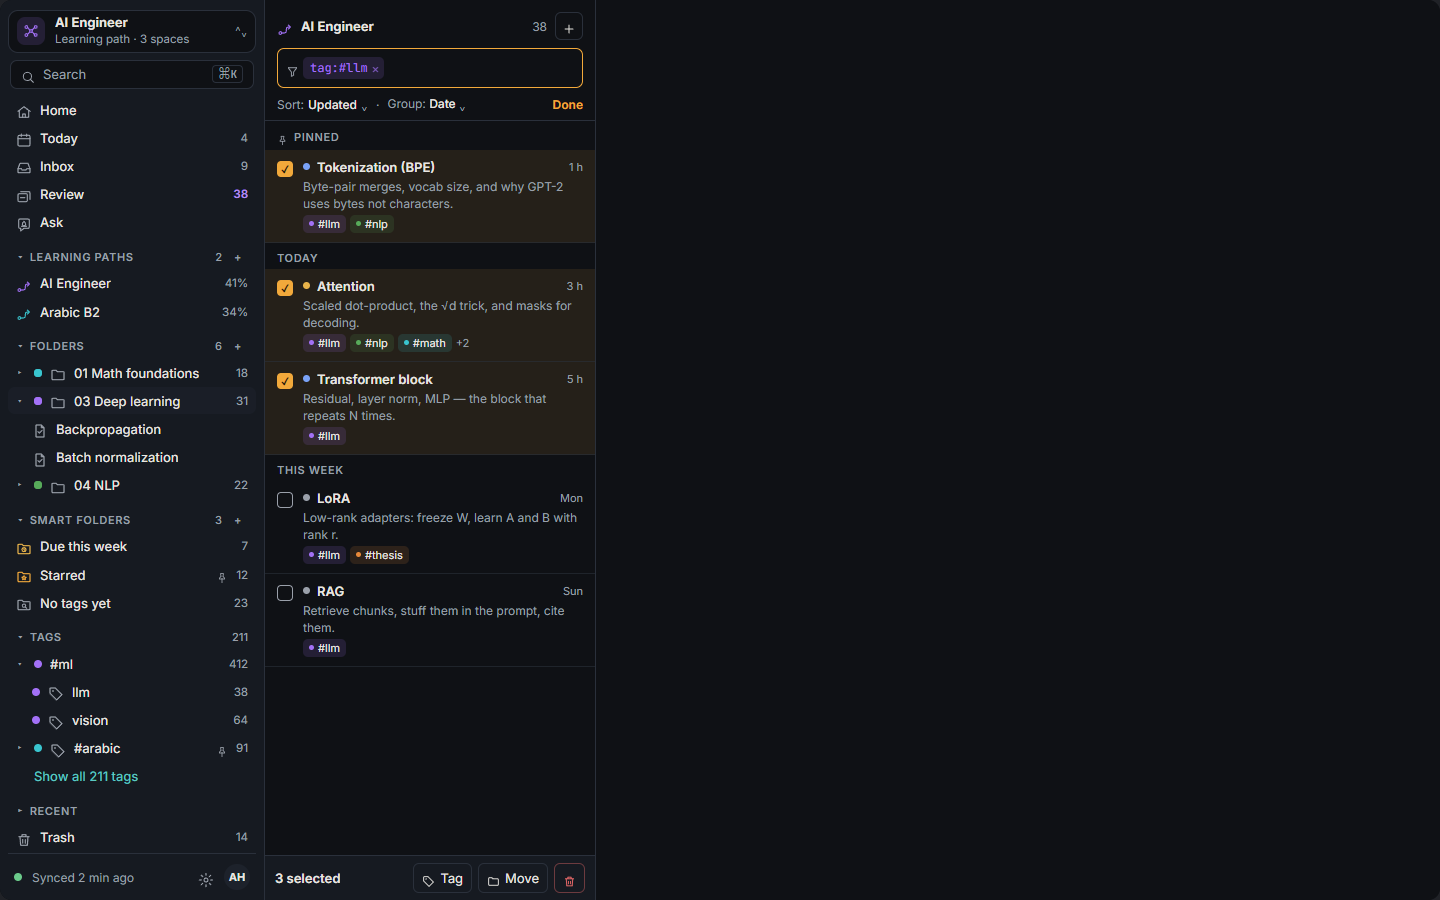 AI Engineer
Learning path · 3 spaces
Search ⌘K
Home
Today 4
Inbox 9
Review 38
Ask
LEARNING PATHS 2 +
AI Engineer 41%
Arabic B2 34%
FOLDERS 6 +
01 Math foundations 18
03 Deep learning 31
Backpropagation
Batch normalization
04 NLP 22
SMART FOLDERS 3 +
Due this week 7
Starred 12
No tags yet 23
TAGS 211
#ml 412
llm 38
vision 64
#arabic 91
Show all 211 tags
RECENT
Trash 14
Synced 2 min ago AH
AI Engineer 38 +
tag:#llm ×
Sort: Updated · Group: Date Done
PINNED
Tokenization (BPE) 1 h
Byte-pair merges, vocab size, and why GPT-2
uses bytes not characters.
#llm #nlp
TODAY
Attention 3 h
Scaled dot-product, the √d trick, and masks for
decoding.
#llm #nlp #math +2
Transformer block 5 h
Residual, layer norm, MLP — the block that
repeats N times.
#llm
THIS WEEK
LoRA Mon
Low-rank adapters: freeze W, learn A and B with
rank r.
#llm #thesis
RAG Sun
Retrieve chunks, stuff them in the prompt, cite
them.
#llm
3 selected Tag Move